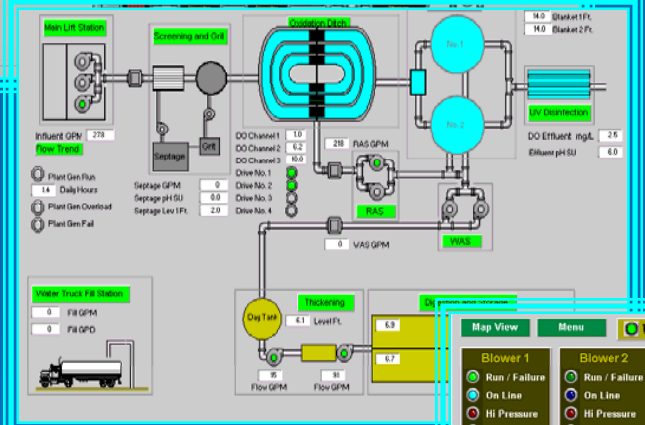 Main Lift Station
Screening and Grit
Oxidation Ditch
14.0 Blanket 1 Ft.
14.0 Blanket 2 Ft.
No.1
No.2
UV Disinfection
Septage
Grit
Influent GPM 278
Flow Trend
DO Channel 1 1.0
DO Channel 2 6.2
DO Channel 3 10.0
218 RAS GPM
DO Effluent mg/L 2.5
Effluent pH SU 6.0
Plant Gen Run
1.4 Daily Hours
Plant Gen Overload
Plant Gen Fail
Septage GPM 0
Septage pH SU 0.0
Septage Lev 1 Ft. 2.0
Drive No. 1
Drive No. 2
Drive No. 3
Drive No. 4
RAS
WAS
0 WAS GPM
Water Truck Fill Station
0 Fill GPM
0 Fill GPD
Thickening
Day Tank
6.1 Level Ft.
6.9
6.7
Flow GPM
Flow GPM
Map View
Menu
Blower 1
Blower 2
Run / Failure
Run / Failure
On Line
On Line
Hi Pressure
Hi Pressure